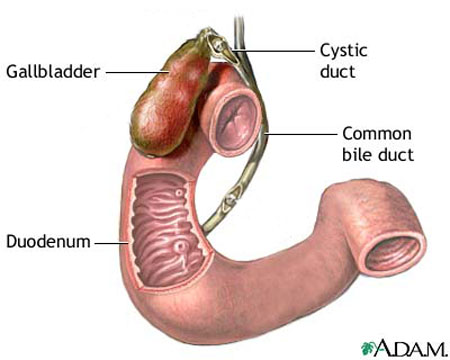 Cystic
duct
Gallbladder
Common
bile duct
Duodenum
A.D.A.M.